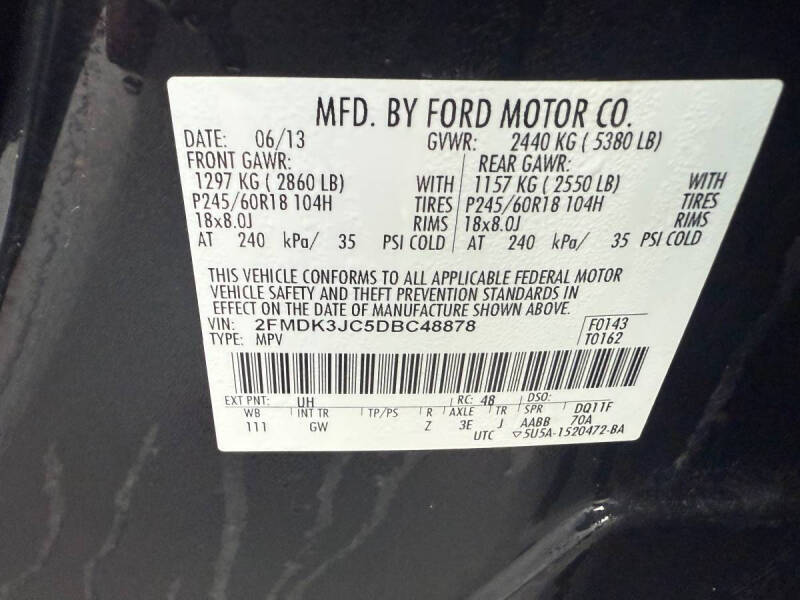 MFD. BY FORD MOTOR CO.
DATE: 06/13 GVWR: 2440 KG ( 5380 LB)
FRONT GAWR: REAR GAWR:
1297 KG ( 2860 LB) WITH 1157 KG ( 2550 LB) WITH
P245/60R18 104H TIRES P245/60R18 104H TIRES
18x8.0J RIMS 18x8.0J RIMS
AT 240 kPa/ 35 PSI COLD AT 240 kPa/ 35 PSI COLD
THIS VEHICLE CONFORMS TO ALL APPLICABLE FEDERAL MOTOR
VEHICLE SAFETY AND THEFT PREVENTION STANDARDS IN
EFFECT ON THE DATE OF MANUFACTURE SHOWN ABOVE.
VIN: 2FMDK3JC5DBC48878 F0143
TYPE: MPV T0162
EXT PNT: UH RC: 48 DSO:
WB INT TR TP/PS R AXLE TR SPR DQ11F
111 GW Z 3E J AABB 70A
UTC ▽5U5A-1520472-BA